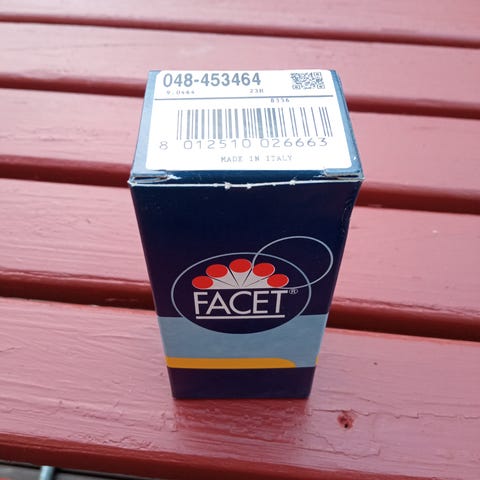 048-453464
9.0464 23R
8336
8 012510 026663
MADE IN ITALY
FACET®